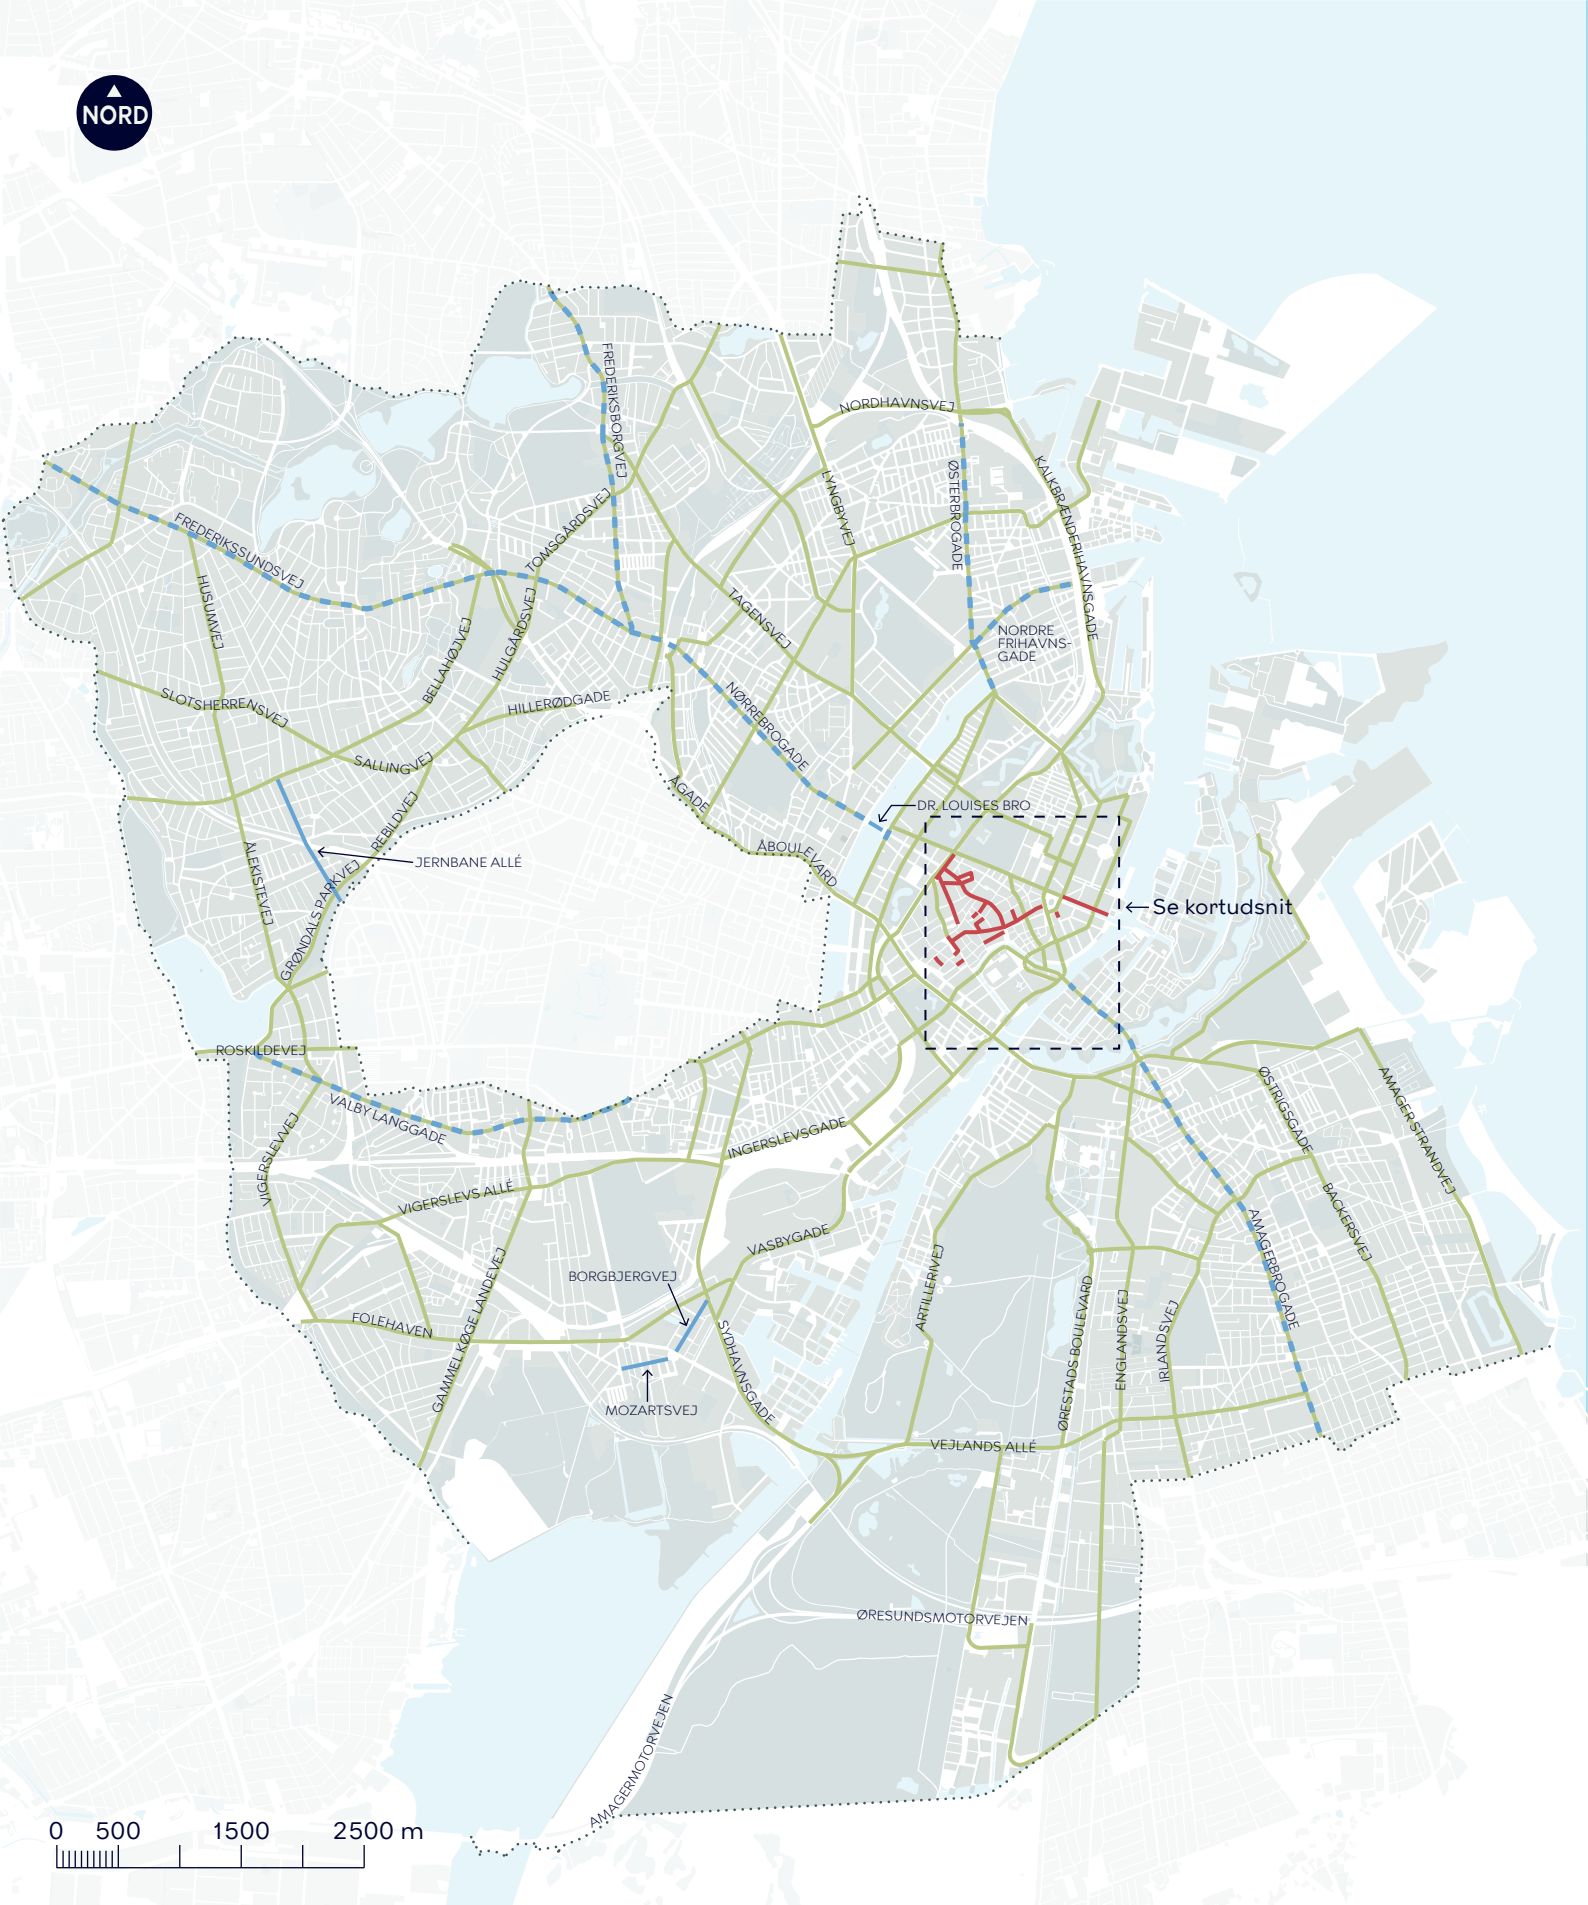 NORD
FREDERIKSBORGVEJ
NORDHAVNSVEJ
KALKBRÆNDERIHAVNSGADE
LYNGBYVEJ
ØSTERBROGADE
FREDERIKSSUNDSVEJ
TOMSGÅRDSVEJ
HUSUMVEJ
HULGÅRDSVEJ
BELLAHØJVEJ
TAGENSVEJ
NORDRE
FRIHAVNS-
GADE
SLOTSHERRENSVEJ
HILLERØDGADE
NØRREBROGADE
SALLINGVEJ
ÅGADE
DR. LOUISES BRO
REBILDVEJ
ÅBOULEVARD
JERNBANE ALLÉ
ÅLEKISTEVEJ
GRØNDALS PARKVEJ
Se kortudsnit
ROSKILDEVEJ
VALBY LANGGADE
VIGERSLEVVEJ
INGERSLEVSGADE
ØSTRIGSGADE
AMAGER STRANDVEJ
VIGERSLEVS ALLÉ
BACKERSVEJ
VASBYGADE
AMAGERBROGADE
BORGBJERGVEJ
ARTILLERIVEJ
GAMMEL KØGE LANDEVEJ
FOLEHAVEN
SYDHAVNSGADE
ØRESTADS BOULEVARD
ENGLANDSVEJ
IRLANDSVEJ
MOZARTSVEJ
VEJLANDS ALLÉ
ØRESUNDSMOTORVEJEN
AMAGERMOTORVEJEN
0 500 1500 2500 m